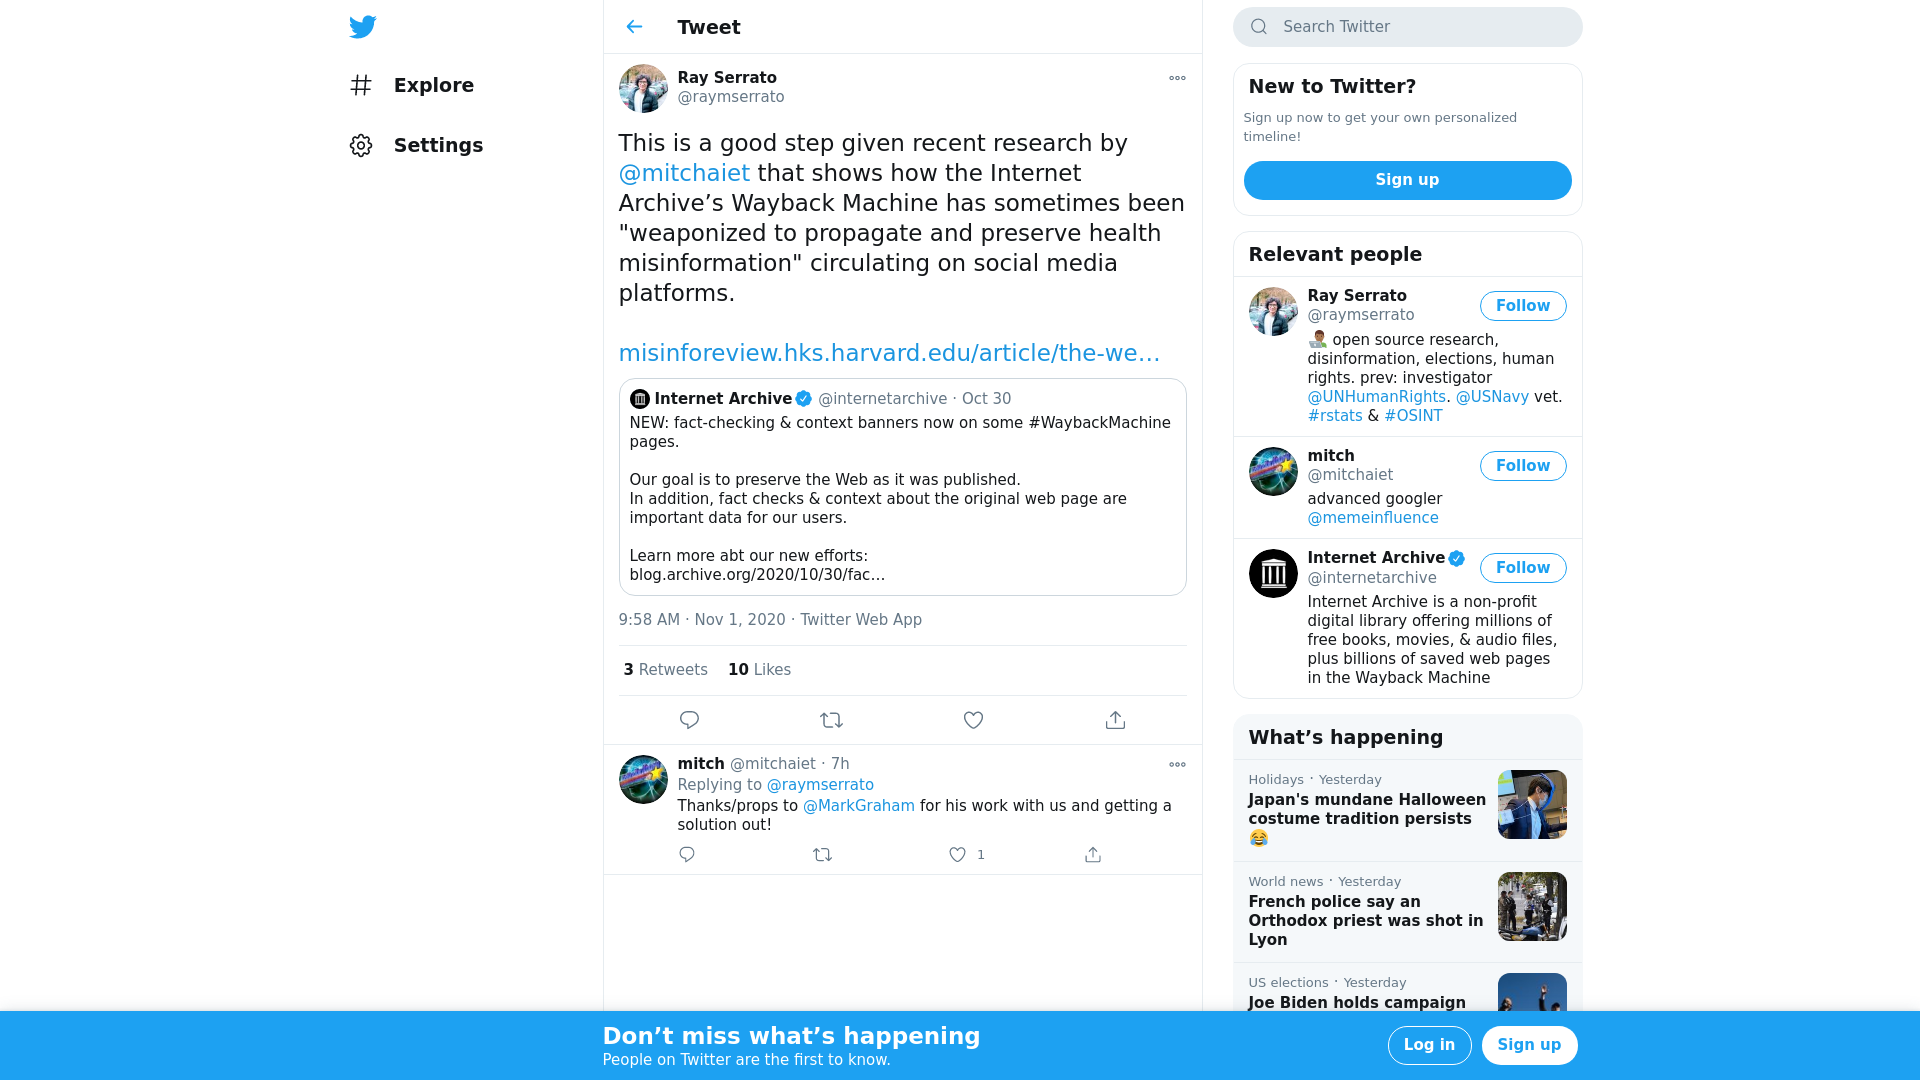 Explore
Settings
Tweet
Ray Serrato
@raymserrato
This is a good step given recent research by
@mitchaiet that shows how the Internet
Archive’s Wayback Machine has sometimes been
"weaponized to propagate and preserve health
misinformation" circulating on social media
platforms.
misinforeview.hks.harvard.edu/article/the-we…
Internet Archive @internetarchive · Oct 30
NEW: fact-checking & context banners now on some #WaybackMachine
pages.
Our goal is to preserve the Web as it was published.
In addition, fact checks & context about the original web page are
important data for our users.
Learn more abt our new efforts:
blog.archive.org/2020/10/30/fac…
9:58 AM · Nov 1, 2020 · Twitter Web App
3 Retweets 10 Likes
mitch @mitchaiet · 7h
Replying to @raymserrato
Thanks/props to @MarkGraham for his work with us and getting a
solution out!
1
Search Twitter
New to Twitter?
Sign up now to get your own personalized
timeline!
Sign up
Relevant people
Ray Serrato
Follow
@raymserrato
👨🏾‍💻 open source research,
disinformation, elections, human
rights. prev: investigator
@UNHumanRights. @USNavy vet.
#rstats & #OSINT
mitch
Follow
@mitchaiet
advanced googler
@memeinfluence
Internet Archive
Follow
@internetarchive
Internet Archive is a non-profit
digital library offering millions of
free books, movies, & audio files,
plus billions of saved web pages
in the Wayback Machine
What’s happening
Holidays · Yesterday
Japan's mundane Halloween
costume tradition persists
😂
World news · Yesterday
French police say an
Orthodox priest was shot in
Lyon
US elections · Yesterday
Joe Biden holds campaign
Don’t miss what’s happening
People on Twitter are the first to know.
Log in
Sign up